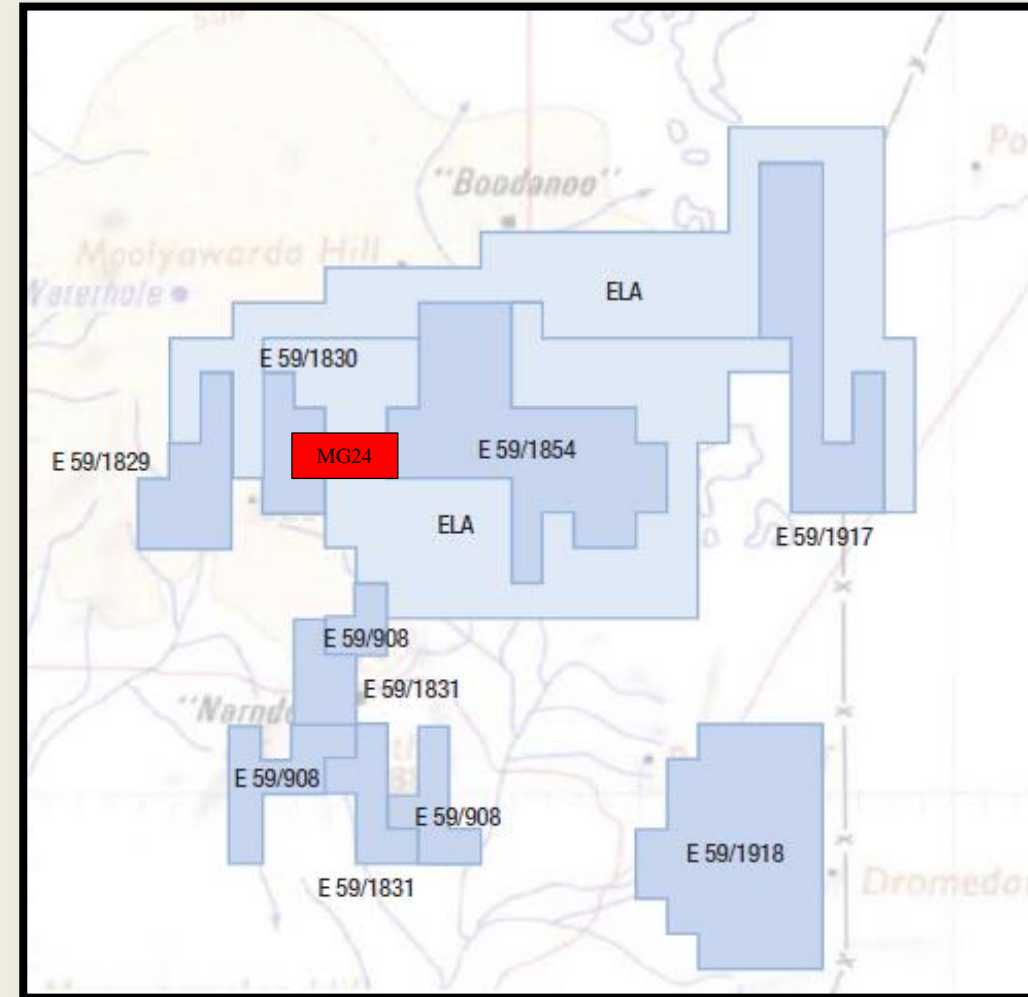 "Boodanoo"
Moolyawarda Hill
Waterhole
ELA
E 59/1830
E 59/1829
MG24
E 59/1854
ELA
E 59/1917
E 59/908
E 59/1831
E 59/908
E 59/908
E 59/1918
E 59/1831